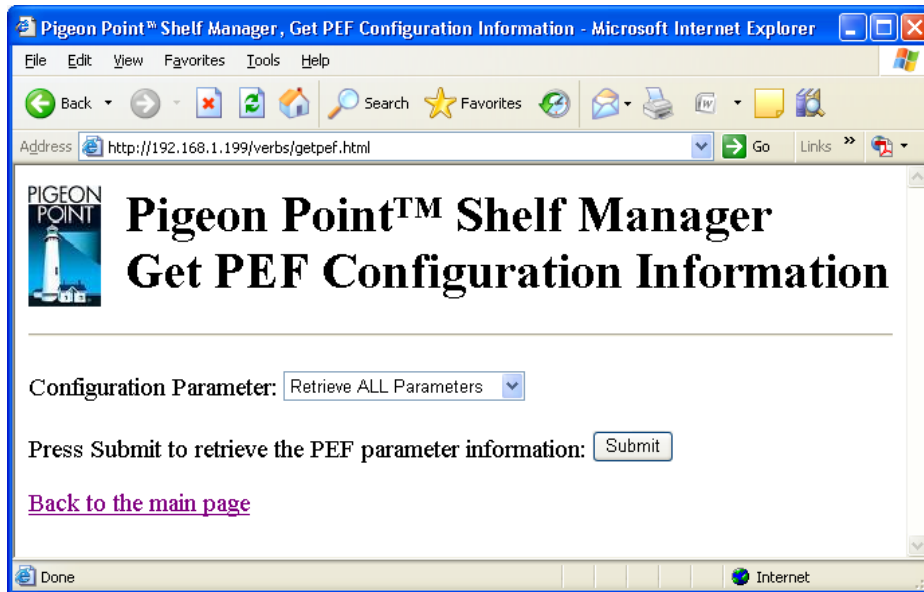 Pigeon Point™ Shelf Manager, Get PEF Configuration Information - Microsoft Internet Explorer
File Edit View Favorites Tools Help
Back Search Favorites
Address http://192.168.1.199/verbs/getpef.html Go Links »
PIGEON
POINT
Pigeon Point™ Shelf Manager
Get PEF Configuration Information
Configuration Parameter: Retrieve ALL Parameters
Press Submit to retrieve the PEF parameter information: Submit
Back to the main page
Done Internet